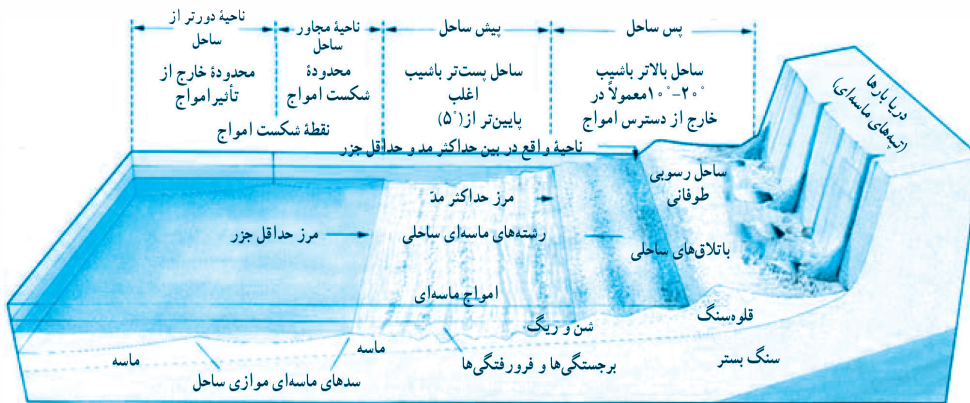 ناحیهٔ دورتر از
ساحل
ناحیهٔ مجاور
ساحل
پیش ساحل
پس ساحل
محدودهٔ خارج از
تأثیر امواج
محدودهٔ
شکست امواج
ساحل پست‌تر باشیب
اغلب
پایین‌تر از (۵°)
ساحل بالاتر باشیب
۲۰°-۱۰° معمولاً در
خارج از دسترس امواج
نقطهٔ شکست امواج
ناحیهٔ واقع در بین حداکثر مد و حداقل جزر
دریا بارها
(تپه‌های ماسه‌ای)
ساحل رسوبی
طوفانی
مرز حداکثر مدّ
مرز حداقل جزر
رشته‌های ماسه‌ای ساحلی
باتلاق‌های ساحلی
امواج ماسه‌ای
شن و ریگ
قلوه‌سنگ
ماسه
ماسه
برجستگی‌ها و فرورفتگی‌ها
سنگ بستر
سدهای ماسه‌ای موازی ساحل